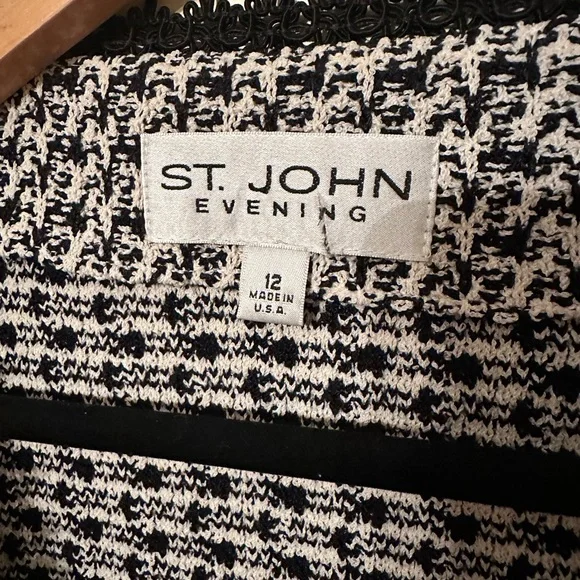 ST. JOHN
EVENING
12
MADE IN
U.S.A.